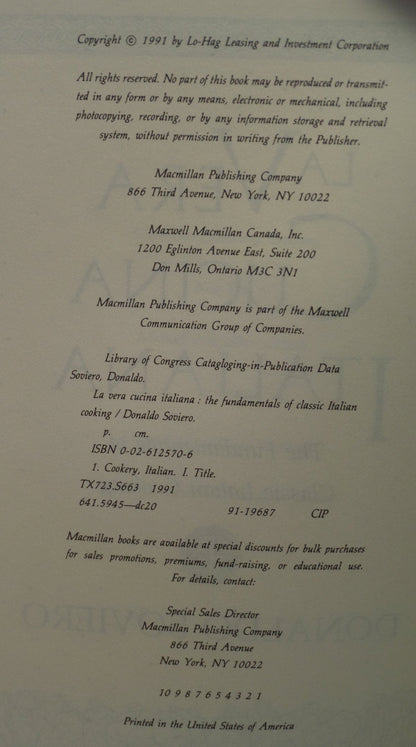 Copyright © 1991 by Lo-Hag Leasing and Investment Corporation
All rights reserved. No part of this book may be reproduced or transmit-
ted in any form or by any means, electronic or mechanical, including
photocopying, recording, or by any information storage and retrieval
system, without permission in writing from the Publisher.
Macmillan Publishing Company
866 Third Avenue, New York, NY 10022
Maxwell Macmillan Canada, Inc.
1200 Eglinton Avenue East, Suite 200
Don Mills, Ontario M3C 3N1
Macmillan Publishing Company is part of the Maxwell
Communication Group of Companies.
Library of Congress Catagloging-in-Publication Data
Soviero, Donaldo.
La vera cucina italiana : the fundamentals of classic Italian
cooking / Donaldo Soviero.
p. cm.
ISBN 0-02-612570-6
1. Cookery, Italian. I. Title.
TX723.S663 1991
641.5945—dc20 91-19687 CIP
Macmillan books are available at special discounts for bulk purchases
for sales promotions, premiums, fund-raising, or educational use.
For details, contact:
Special Sales Director
Macmillan Publishing Company
866 Third Avenue
New York, NY 10022
10 9 8 7 6 5 4 3 2 1
Printed in the United States of America